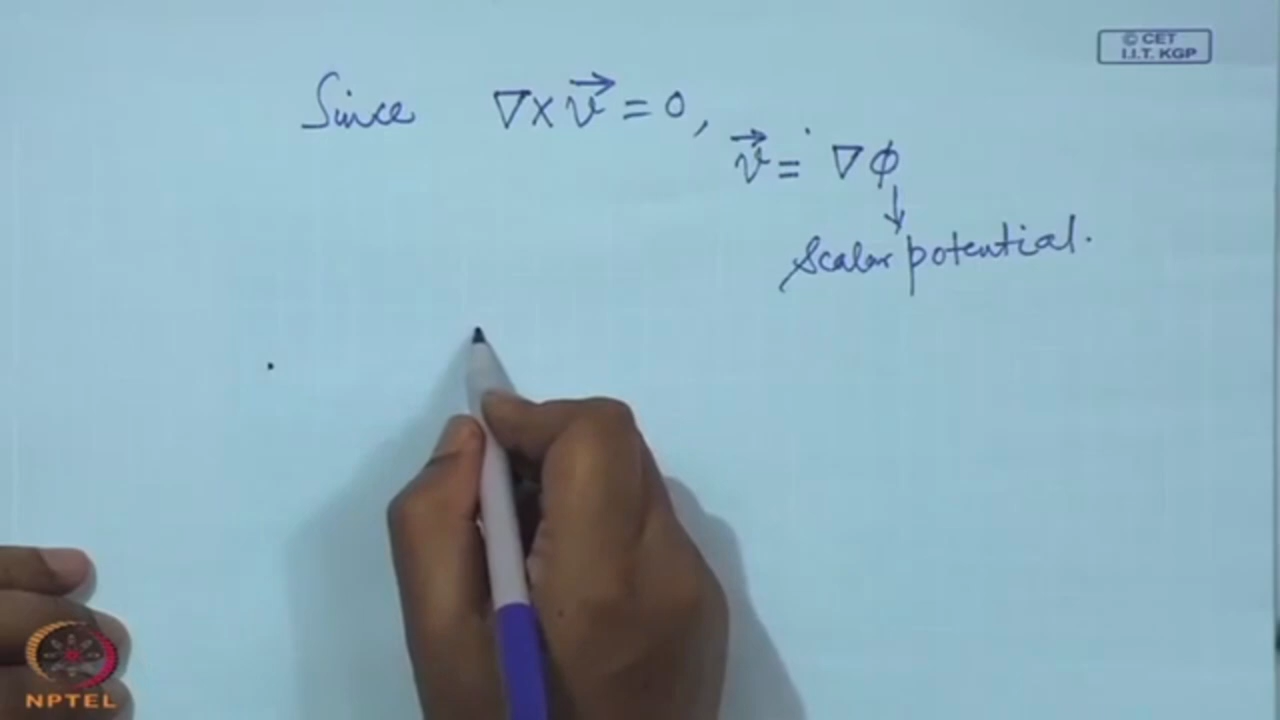 © CET
I.I.T. KGP
Since ∇×v⃗ = 0,
v⃗ = ∇ϕ
↓
Scalar potential.
NPTEL